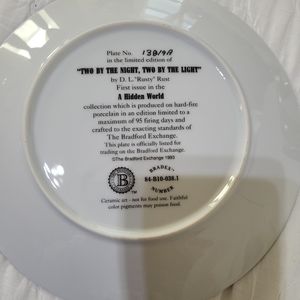 Plate No. 13819A
in the limited edition of
"TWO BY THE NIGHT, TWO BY THE LIGHT"
by D. L. "Rusty" Rust
First issue in the
A Hidden World
collection which is produced on hard-fire
porcelain in an edition limited to a
maximum of 95 firing days and
crafted to the exacting standards of
The Bradford Exchange.
This plate is officially listed for
trading on the Bradford Exchange.
©The Bradford Exchange 1993
B
TM
BRADEX®
84-B10-038.1
NUMBER
Ceramic art - not for food use. Faithful
color pigments may poison food.